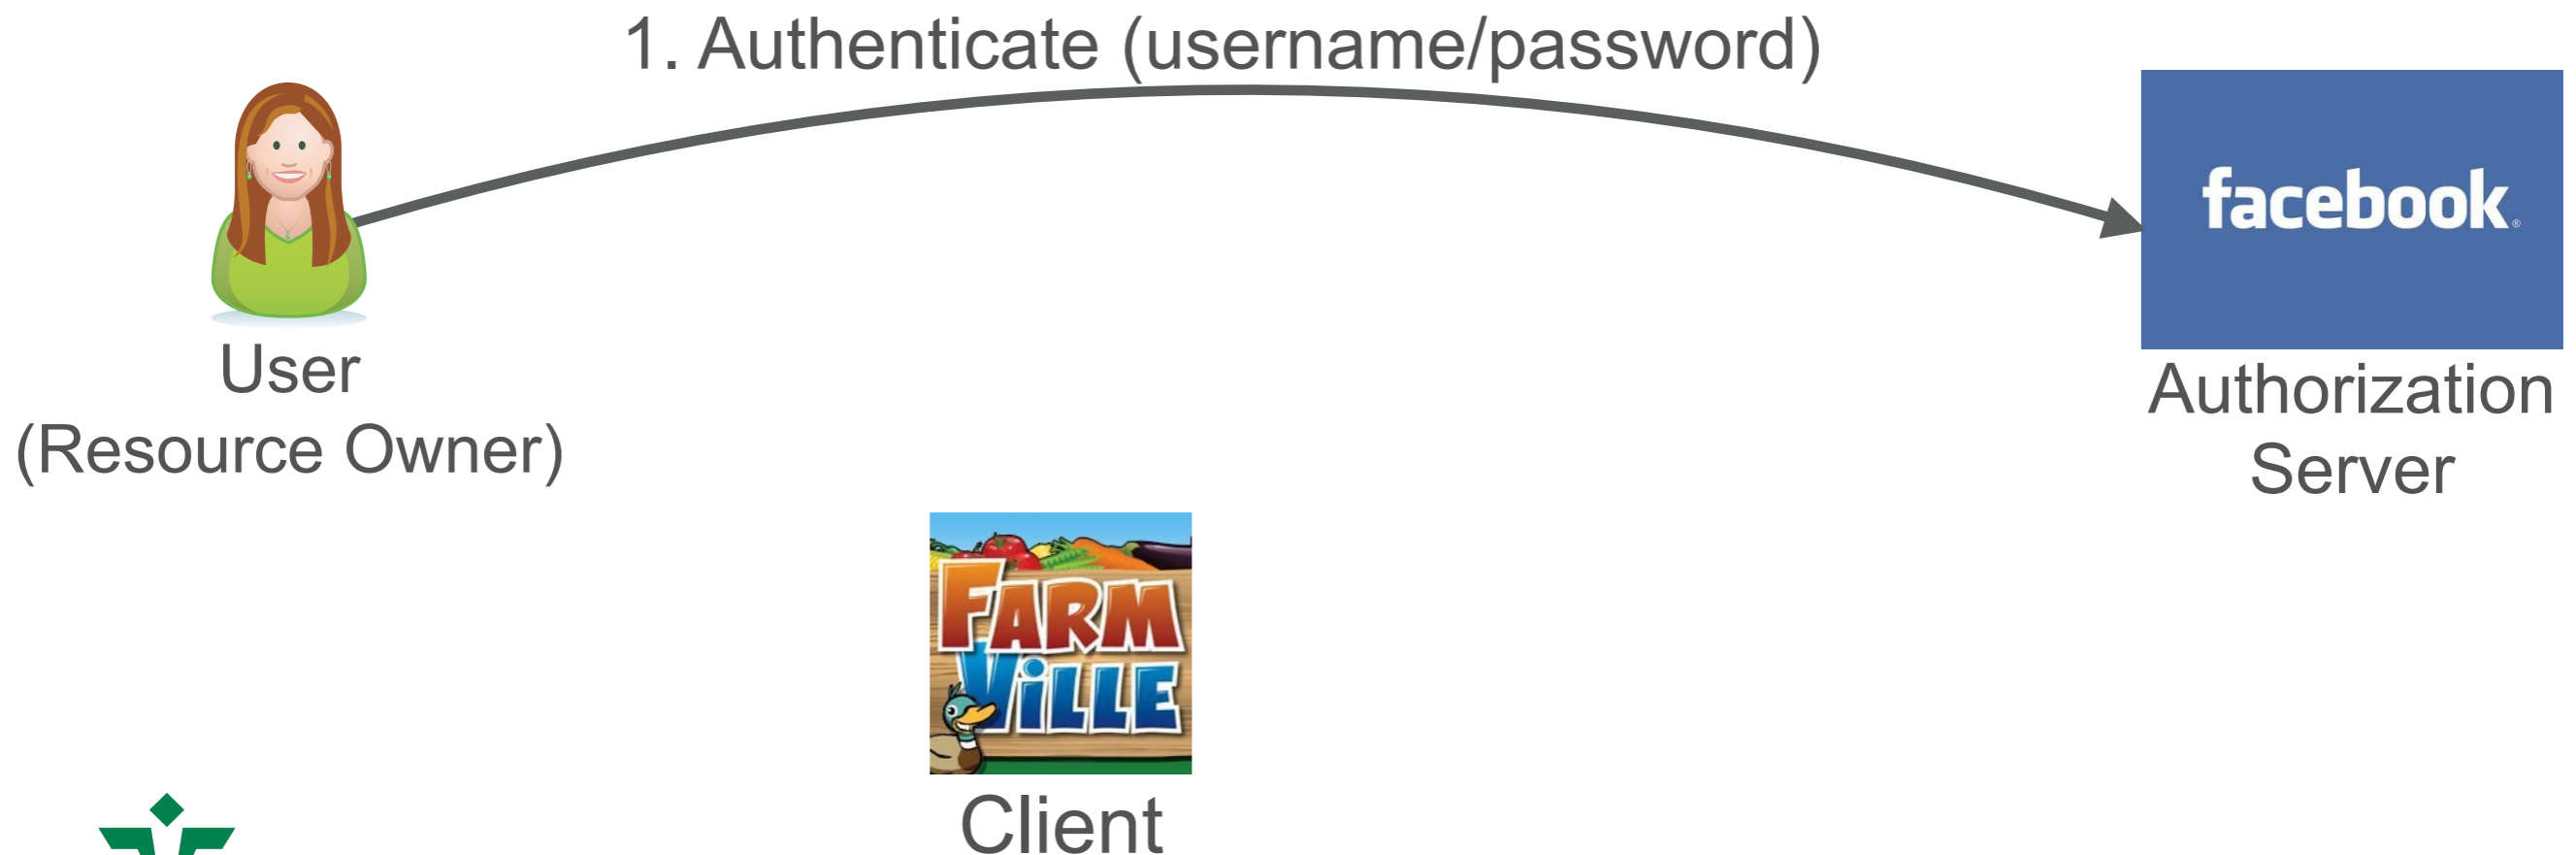 1. Authenticate (username/password)
facebook®
User
(Resource Owner)
Authorization
Server
FARM
VILLE
Client